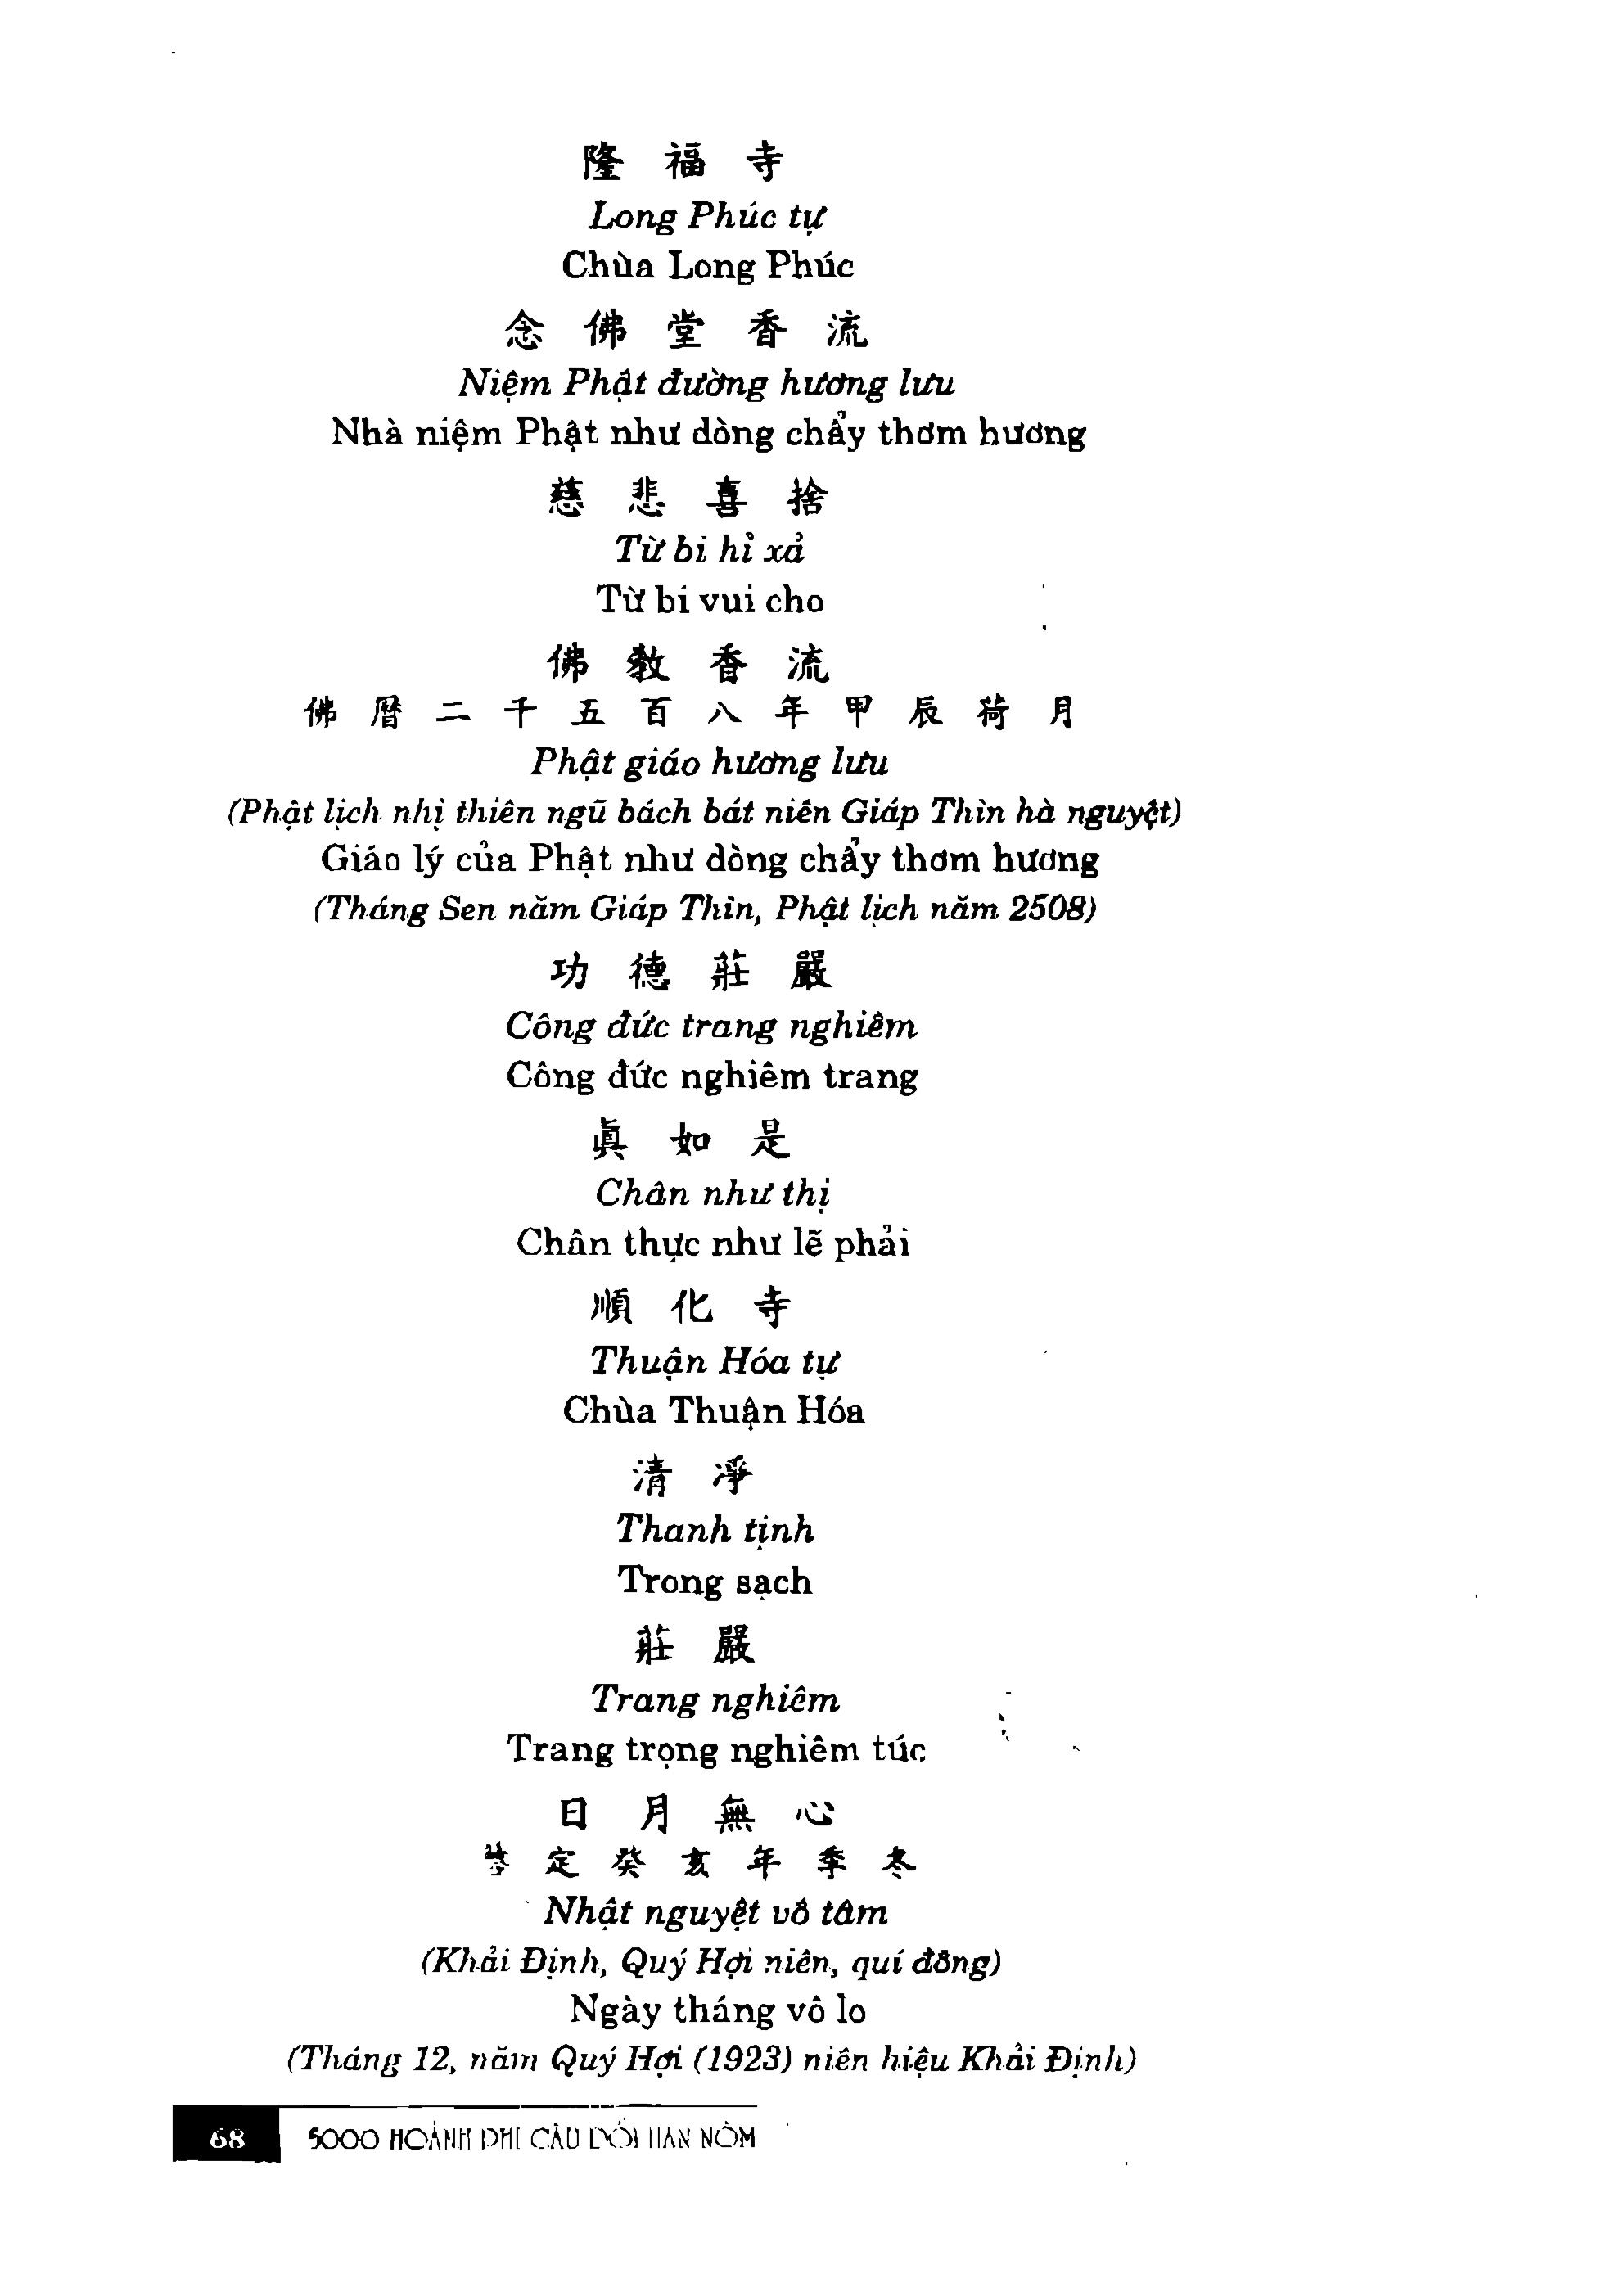 隆福寺
Long Phúc tự
Chùa Long Phúc
念佛堂香流
Niệm Phật đường hương lưu
Nhà niệm Phật như dòng chẩy thơm hương
慈悲喜捨
Từ bi hỉ xả
Từ bi vui cho
佛教香流
佛曆二千五百八年甲辰荷月
Phật giáo hương lưu
(Phật lịch nhị thiên ngũ bách bát niên Giáp Thìn hà nguyệt)
Giáo lý của Phật như dòng chẩy thơm hương
(Tháng Sen năm Giáp Thìn, Phật lịch năm 2508)
功德莊嚴
Công đức trang nghiêm
Công đức nghiêm trang
眞如是
Chân như thị
Chân thực như lẽ phải
順化寺
Thuận Hóa tự
Chùa Thuận Hóa
清凈
Thanh tịnh
Trong sạch
莊嚴
Trang nghiêm
Trang trọng nghiêm túc
日月無心
定癸亥年季冬
Nhật nguyệt vô tâm
(Khải Định, Quý Hợi niên, quí đông)
Ngày tháng vô lo
(Tháng 12, năm Quý Hợi (1923) niên hiệu Khải Định)
68 5000 HOÀNH PHI CÂU ĐỐI HÁN NÔM